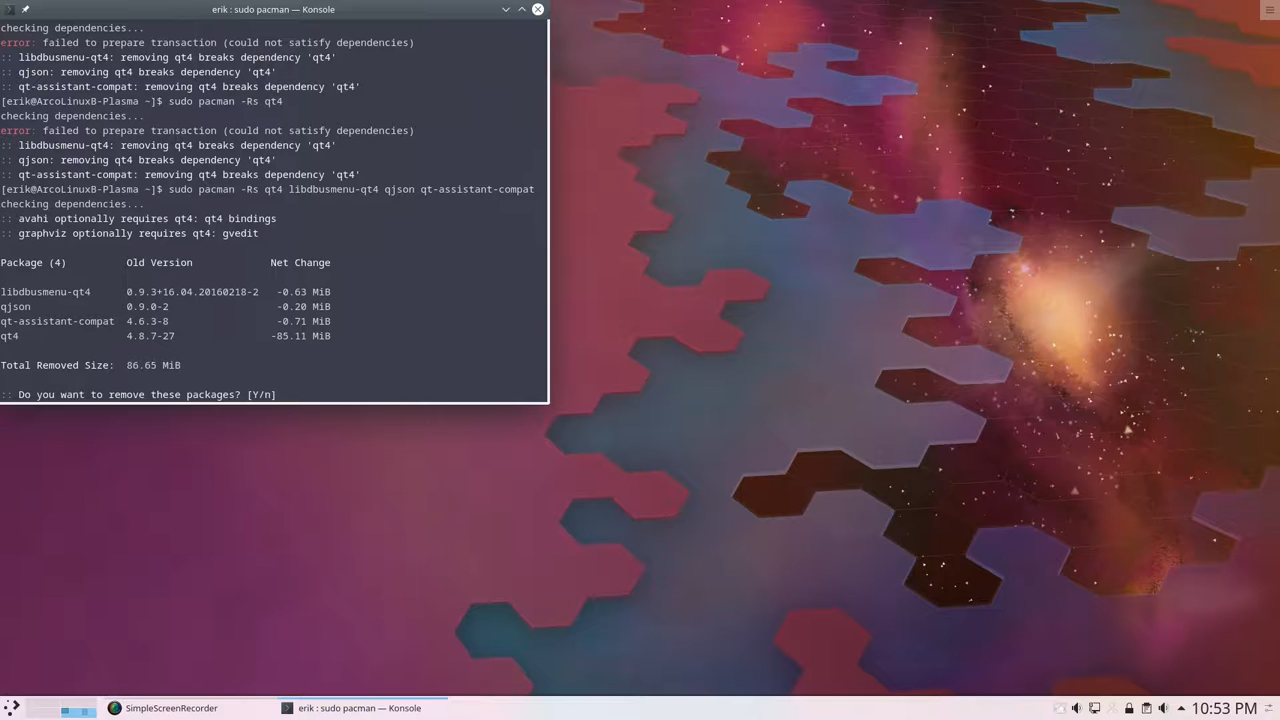 erik : sudo pacman — Konsole
checking dependencies...
error: failed to prepare transaction (could not satisfy dependencies)
:: libdbusmenu-qt4: removing qt4 breaks dependency 'qt4'
:: qjson: removing qt4 breaks dependency 'qt4'
:: qt-assistant-compat: removing qt4 breaks dependency 'qt4'
[erik@ArcoLinuxB-Plasma ~]$ sudo pacman -Rs qt4
checking dependencies...
error: failed to prepare transaction (could not satisfy dependencies)
:: libdbusmenu-qt4: removing qt4 breaks dependency 'qt4'
:: qjson: removing qt4 breaks dependency 'qt4'
:: qt-assistant-compat: removing qt4 breaks dependency 'qt4'
[erik@ArcoLinuxB-Plasma ~]$ sudo pacman -Rs qt4 libdbusmenu-qt4 qjson qt-assistant-compat
checking dependencies...
:: avahi optionally requires qt4: qt4 bindings
:: graphviz optionally requires qt4: gvedit
Package (4) Old Version Net Change
libdbusmenu-qt4 0.9.3+16.04.20160218-2 -0.63 MiB
qjson 0.9.0-2 -0.20 MiB
qt-assistant-compat 4.6.3-8 -0.71 MiB
qt4 4.8.7-27 -85.11 MiB
Total Removed Size: 86.65 MiB
:: Do you want to remove these packages? [Y/n]
SimpleScreenRecorder erik : sudo pacman — Konsole 10:53 PM